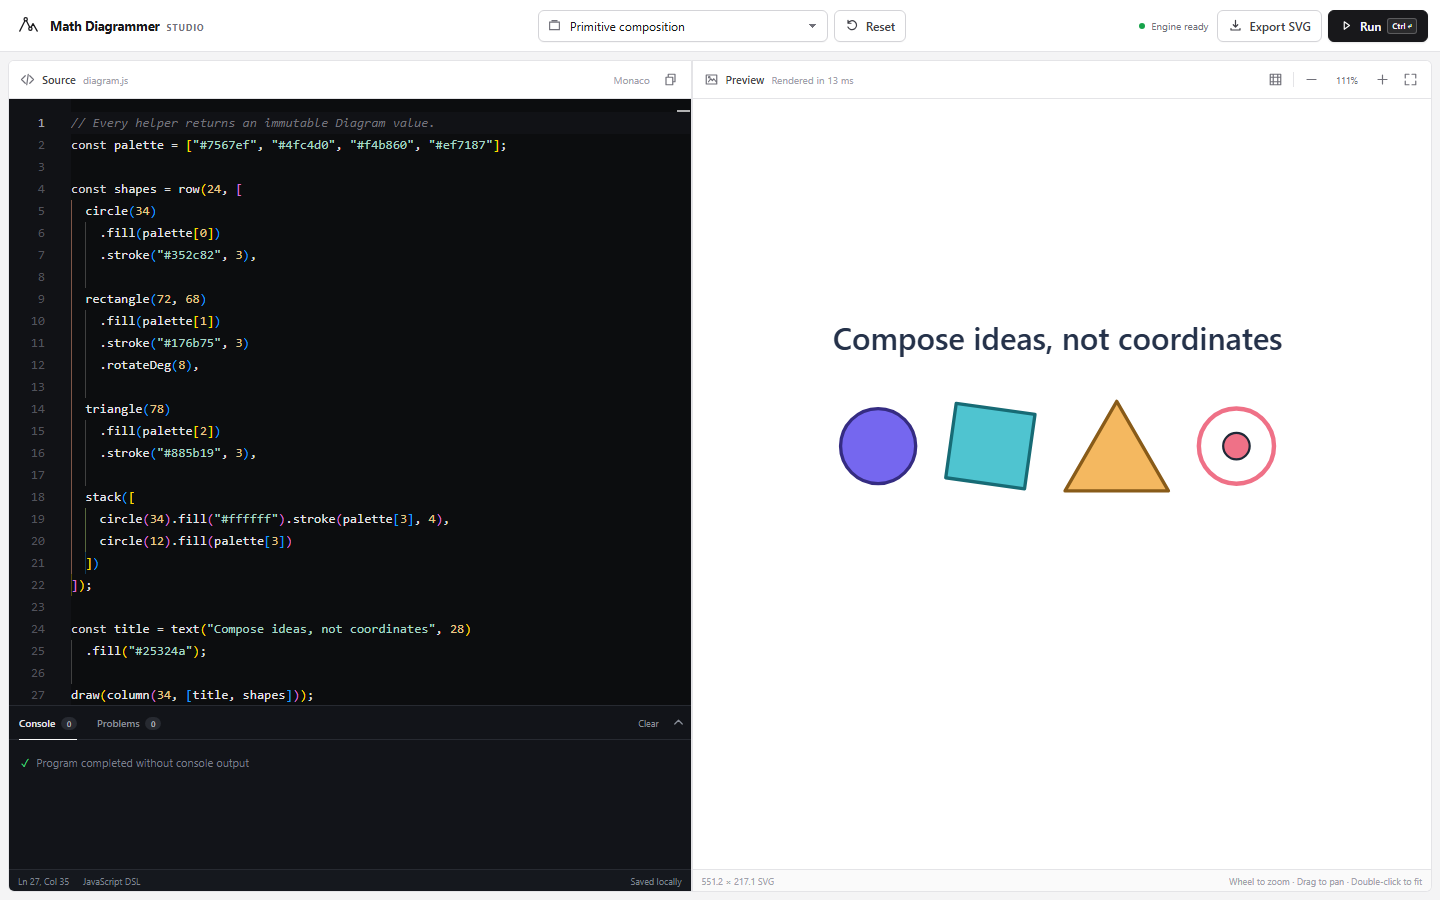 Math Diagrammer STUDIO
Primitive composition
Reset
Engine ready
Export SVG
Run Ctrl ⏎
Source diagram.js
Monaco
1 // Every helper returns an immutable Diagram value.
2 const palette = ["#7567ef", "#4fc4d0", "#f4b860", "#ef7187"];
3
4 const shapes = row(24, [
5 circle(34)
6 .fill(palette[0])
7 .stroke("#352c82", 3),
8
9 rectangle(72, 68)
10 .fill(palette[1])
11 .stroke("#176b75", 3)
12 .rotateDeg(8),
13
14 triangle(78)
15 .fill(palette[2])
16 .stroke("#885b19", 3),
17
18 stack([
19 circle(34).fill("#ffffff").stroke(palette[3], 4),
20 circle(12).fill(palette[3])
21 ])
22 ]);
23
24 const title = text("Compose ideas, not coordinates", 28)
25 .fill("#25324a");
26
27 draw(column(34, [title, shapes]));
Console 0 Problems 0 Clear
✓ Program completed without console output
Ln 27, Col 35 JavaScript DSL Saved locally
Preview Rendered in 13 ms
111%
Compose ideas, not coordinates
551.2 × 217.1 SVG
Wheel to zoom · Drag to pan · Double-click to fit